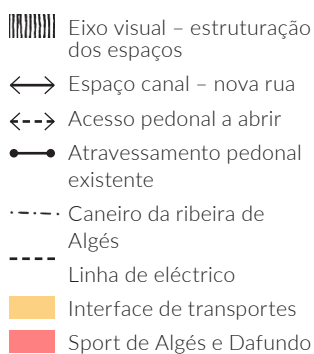 Eixo visual – estruturação
dos espaços
Espaço canal – nova rua
Acesso pedonal a abrir
Atravessamento pedonal
existente
Caneiro da ribeira de
Algés
Linha de eléctrico
Interface de transportes
Sport de Algés e Dafundo